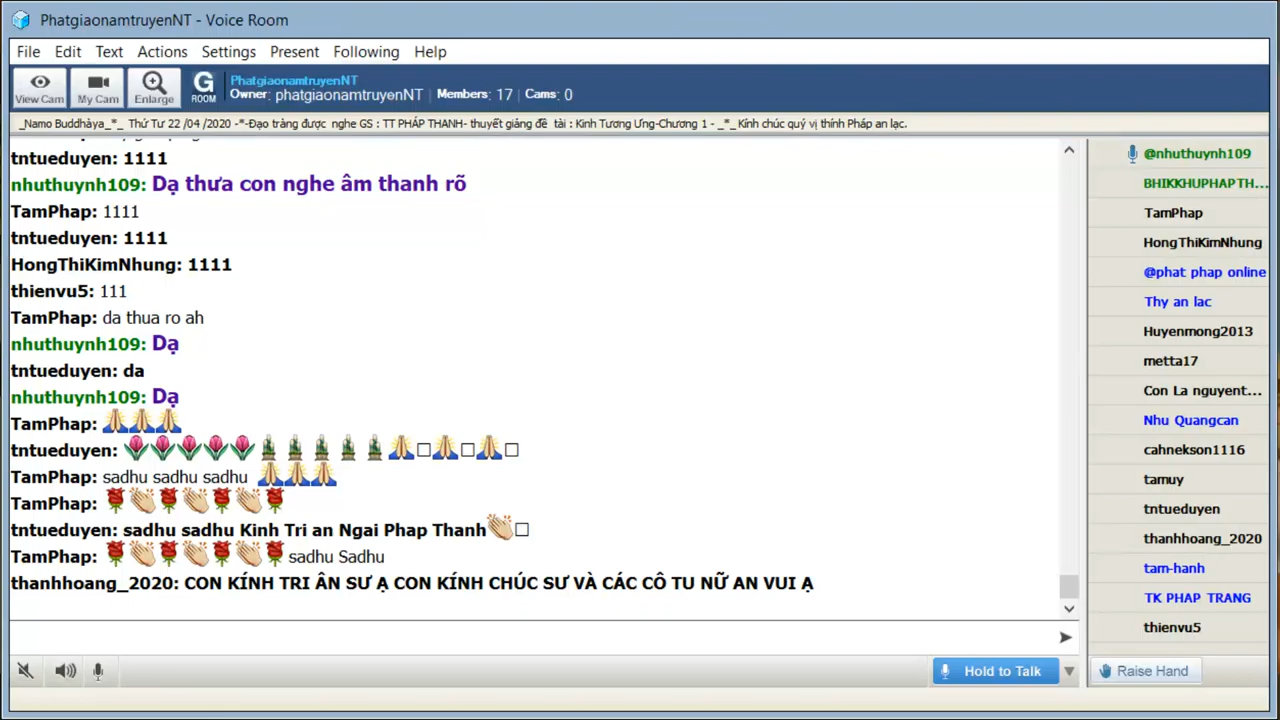 PhatgiaonamtruyenNT - Voice Room
File Edit Text Actions Settings Present Following Help
View Cam My Cam Enlarge G ROOM
PhatgiaonamtruyenNT
Owner: phatgiaonamtruyenNT | Members: 17 | Cams: 0
_Namo Buddhàya_*_ Thứ Tư 22 /04 /2020 -*-Đạo tràng được nghe GS : TT PHÁP THANH- thuyết giảng đề tài : Kinh Tương Ưng-Chương 1 - _*_ Kính chúc quý vị thính Pháp an lạc.
tntueduyen: 1111
nhuthuynh109: Dạ thưa con nghe âm thanh rõ
TamPhap: 1111
tntueduyen: 1111
HongThiKimNhung: 1111
thienvu5: 111
TamPhap: da thua ro ah
nhuthuynh109: Dạ
tntueduyen: da
nhuthuynh109: Dạ
TamPhap: 🙏🙏🙏
tntueduyen: 🌷🌷🌷🌷🌷🎍🎍🎍🎍🎍🙏□🙏□🙏□
TamPhap: sadhu sadhu sadhu 🙏🙏🙏
TamPhap: 🌹👏🌹👏🌹👏🌹
tntueduyen: sadhu sadhu Kinh Tri an Ngai Phap Thanh👏□
TamPhap: 🌹👏🌹👏🌹👏🌹 sadhu Sadhu
thanhhoang_2020: CON KÍNH TRI ÂN SƯ Ạ CON KÍNH CHÚC SƯ VÀ CÁC CÔ TU NỮ AN VUI Ạ
@nhuthuynh109
BHIKKHUPHAPTH...
TamPhap
HongThiKimNhung
@phat phap online
Thy an lac
Huyenmong2013
metta17
Con La nguyent...
Nhu Quangcan
cahnekson1116
tamuy
tntueduyen
thanhhoang_2020
tam-hanh
TK PHAP TRANG
thienvu5
Hold to Talk
Raise Hand